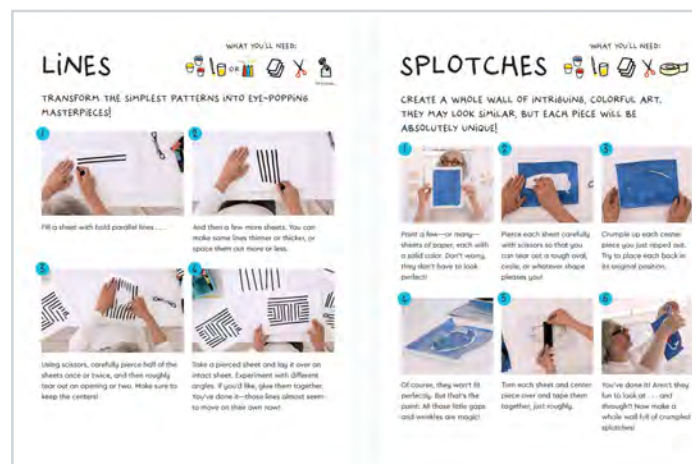 LINES
WHAT YOU'LL NEED:
OR
TRANSFORM THE SIMPLEST PATTERNS INTO EYE-POPPING
MASTERPIECES!
1
2
Fill a sheet with bold parallel lines . . .
And then a few more sheets. You can
make some lines thinner or thicker, or
space them out more or less.
3
4
Using scissors, carefully pierce half of the
sheets once or twice, and then roughly
tear out an opening or two. Make sure to
keep the centers!
Take a pierced sheet and lay it over an
intact sheet. Experiment with different
angles. If you'd like, glue them together.
You've done it—those lines almost seem
to move on their own now!
SPLOTCHES
WHAT YOU'LL NEED:
CREATE A WHOLE WALL OF INTRIGUING, COLORFUL ART.
THEY MAY LOOK SIMILAR, BUT EACH PIECE WILL BE
ABSOLUTELY UNIQUE!
1
2
3
Paint a few—or many—
sheets of paper, each with
a solid color. Don't worry,
they don't have to look
perfect!
Pierce each sheet carefully
with scissors so that you
can tear out a rough oval,
circle, or whatever shape
pleases you!
Crumple up each center
piece you just ripped out.
Try to place each back in
its original position.
4
5
6
Of course, they won't fit
perfectly. But that's the
point: All those little gaps
and wrinkles are magic!
Turn each sheet and center
piece over and tape them
together, just roughly.
You've done it! Aren't they
fun to look at . . . and
through? Now make a
whole wall full of crumpled
splotches!